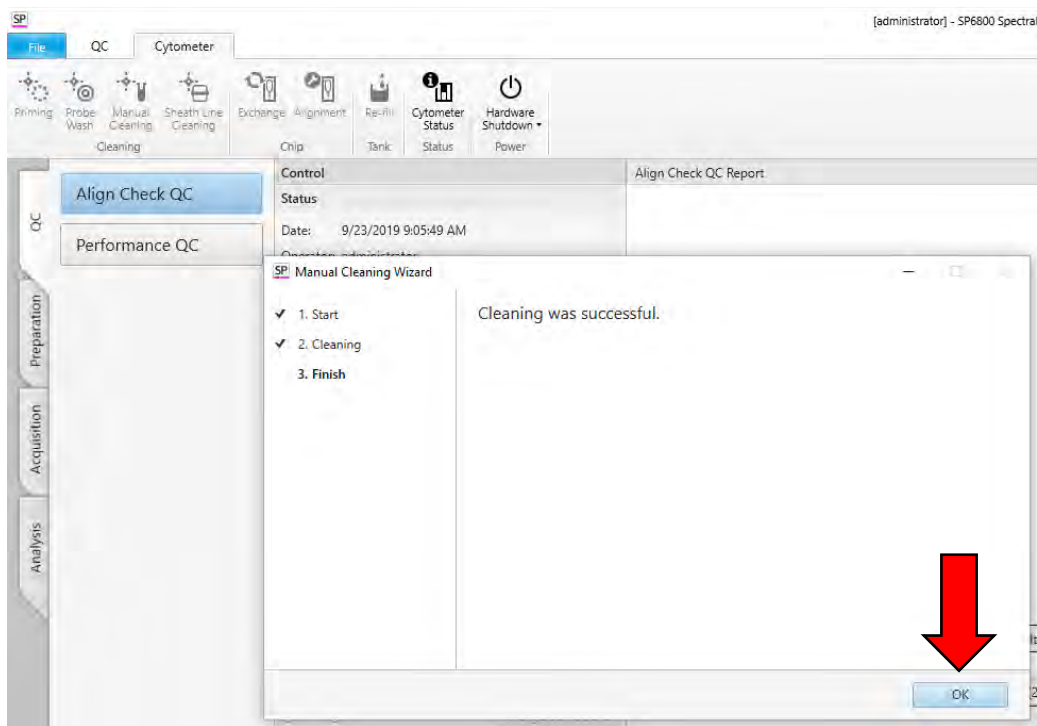 SP
[administrator] - SP6800 Spectral
File QC Cytometer
Priming
Probe Wash
Manual Cleaning
Sheath Line Cleaning
Exchange
Alignment
Re-fill
Cytometer Status
Hardware Shutdown
Cleaning Chip Tank Status Power
QC
Preparation
Acquisition
Analysis
Align Check QC
Performance QC
Control
Status
Date: 9/23/2019 9:05:49 AM
Operator: administrator
Align Check QC Report
SP Manual Cleaning Wizard
✔ 1. Start
✔ 2. Cleaning
3. Finish
Cleaning was successful.
OK